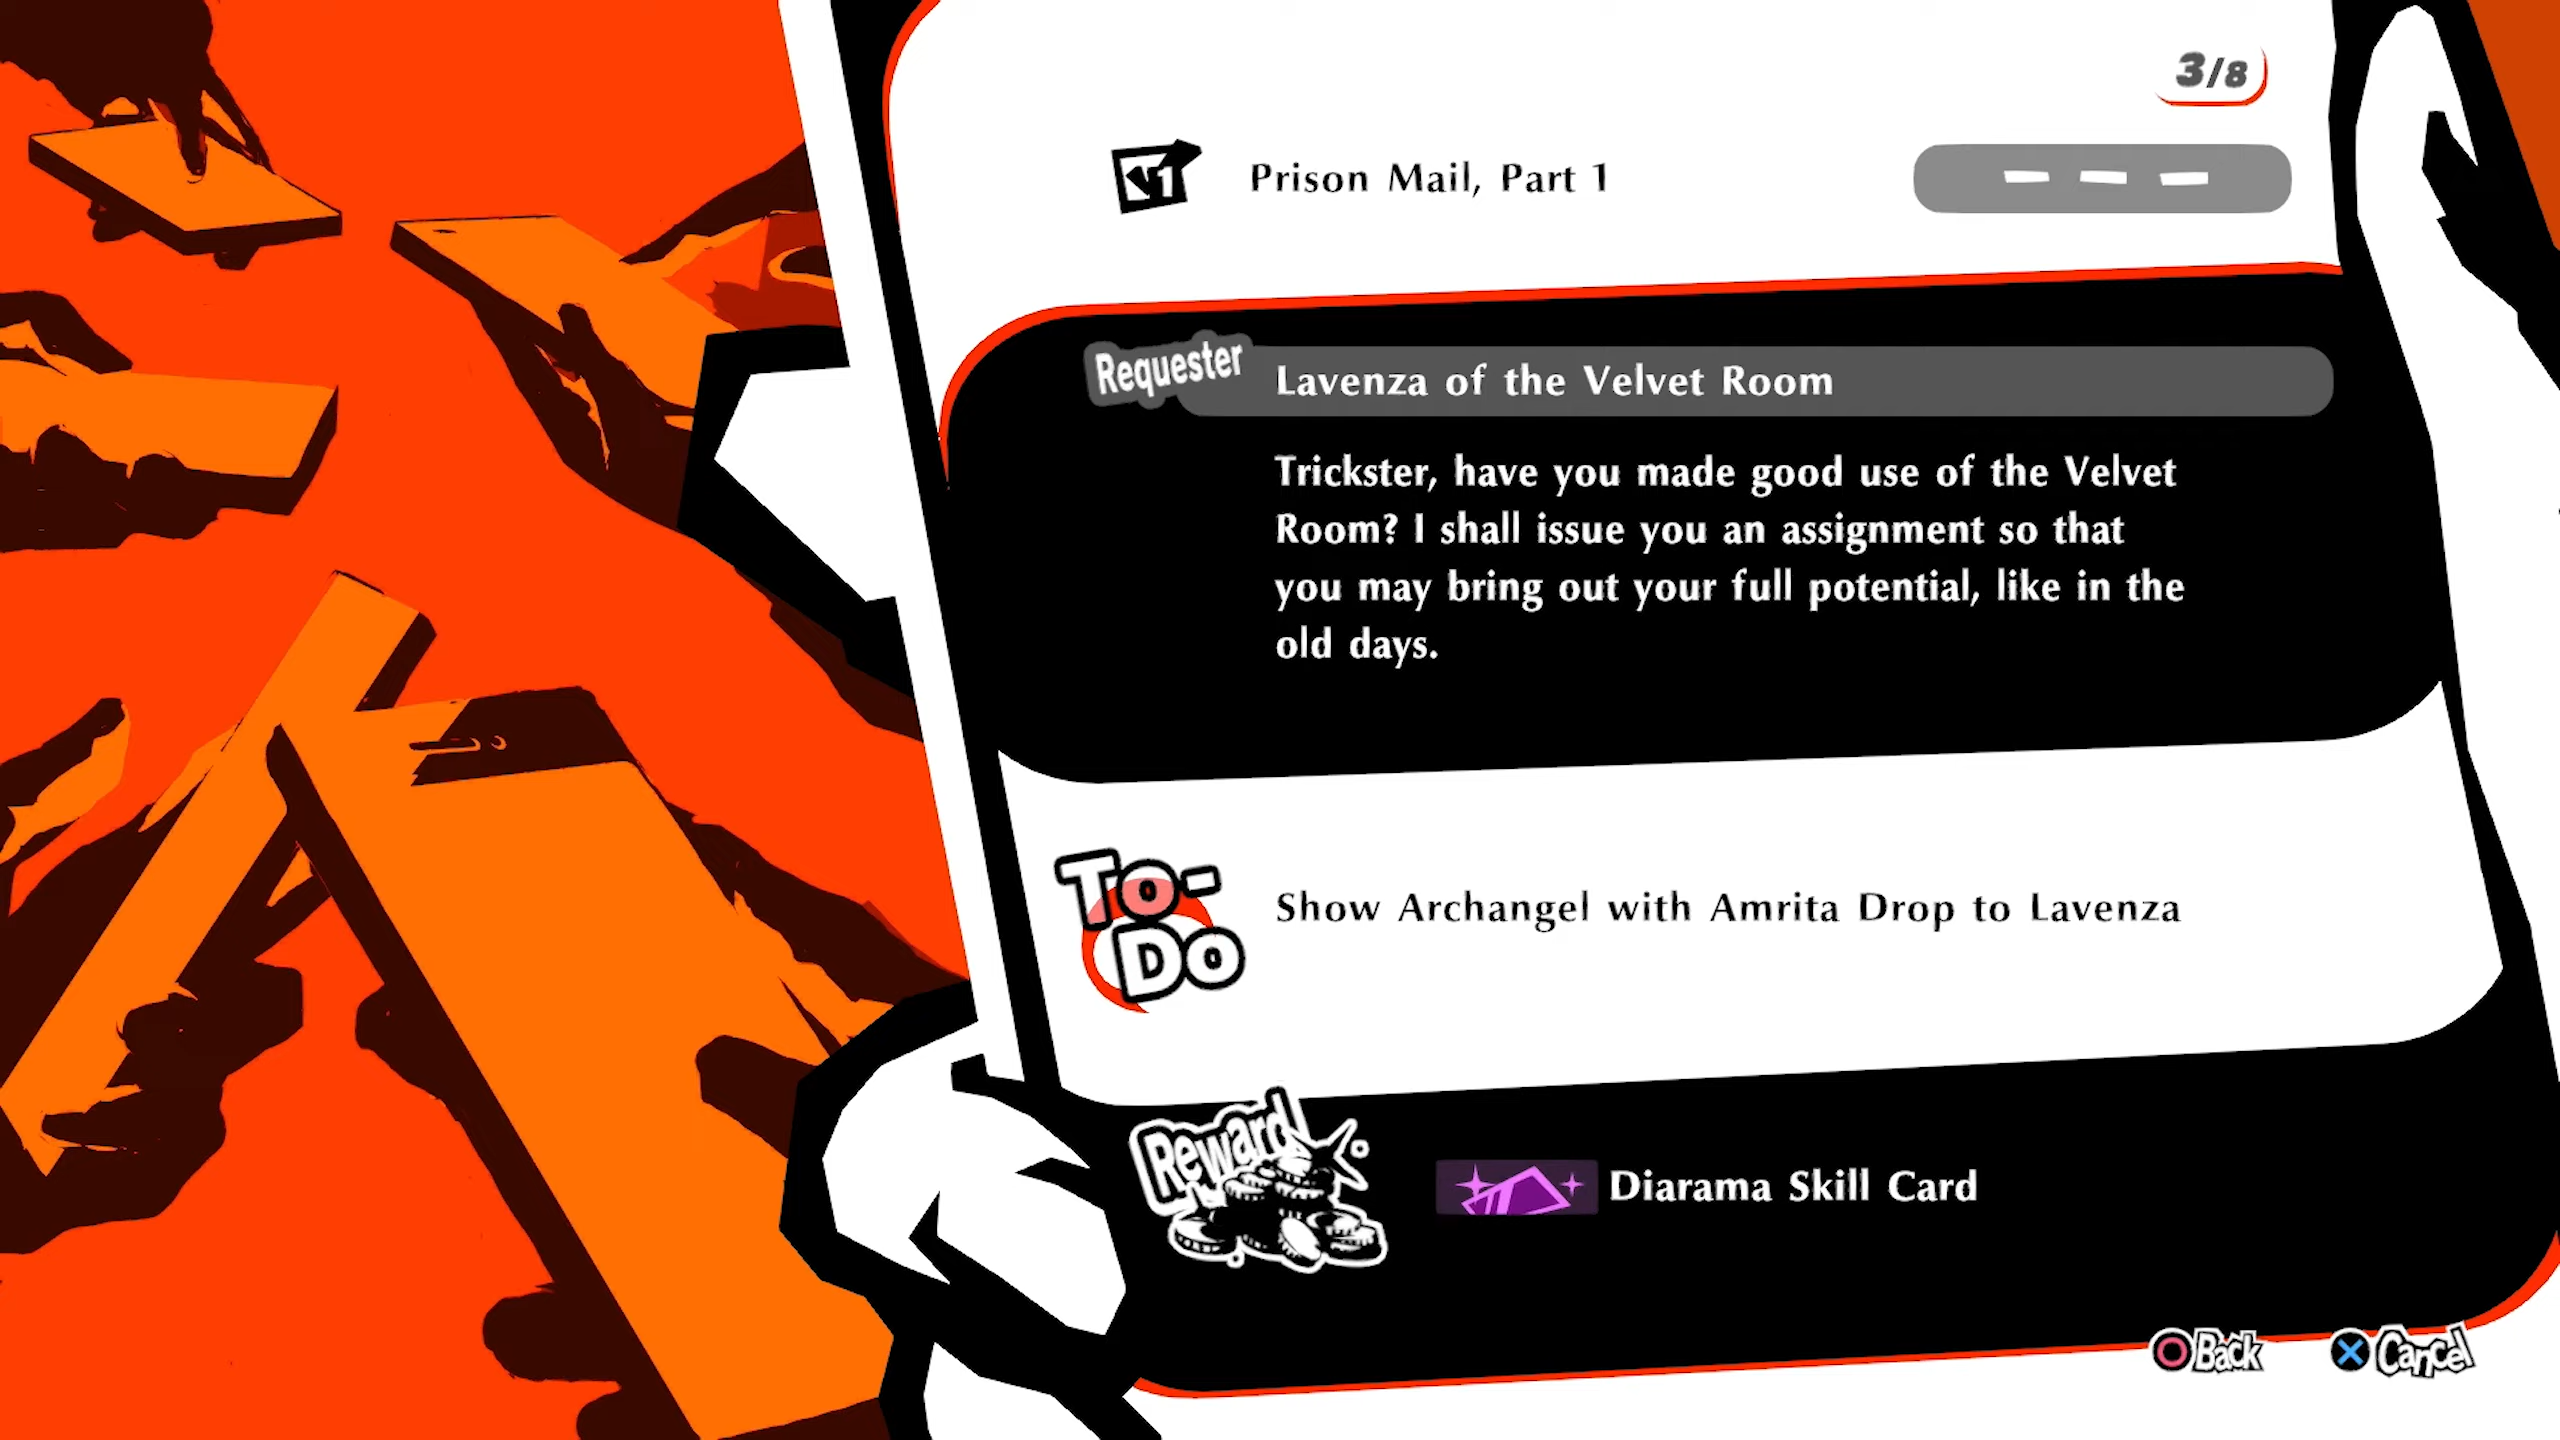 3/8
1
Prison Mail, Part 1
Requester
Lavenza of the Velvet Room
Trickster, have you made good use of the Velvet
Room? I shall issue you an assignment so that
you may bring out your full potential, like in the
old days.
To-
Do
Show Archangel with Amrita Drop to Lavenza
Reward
Diarama Skill Card
Back
Cancel